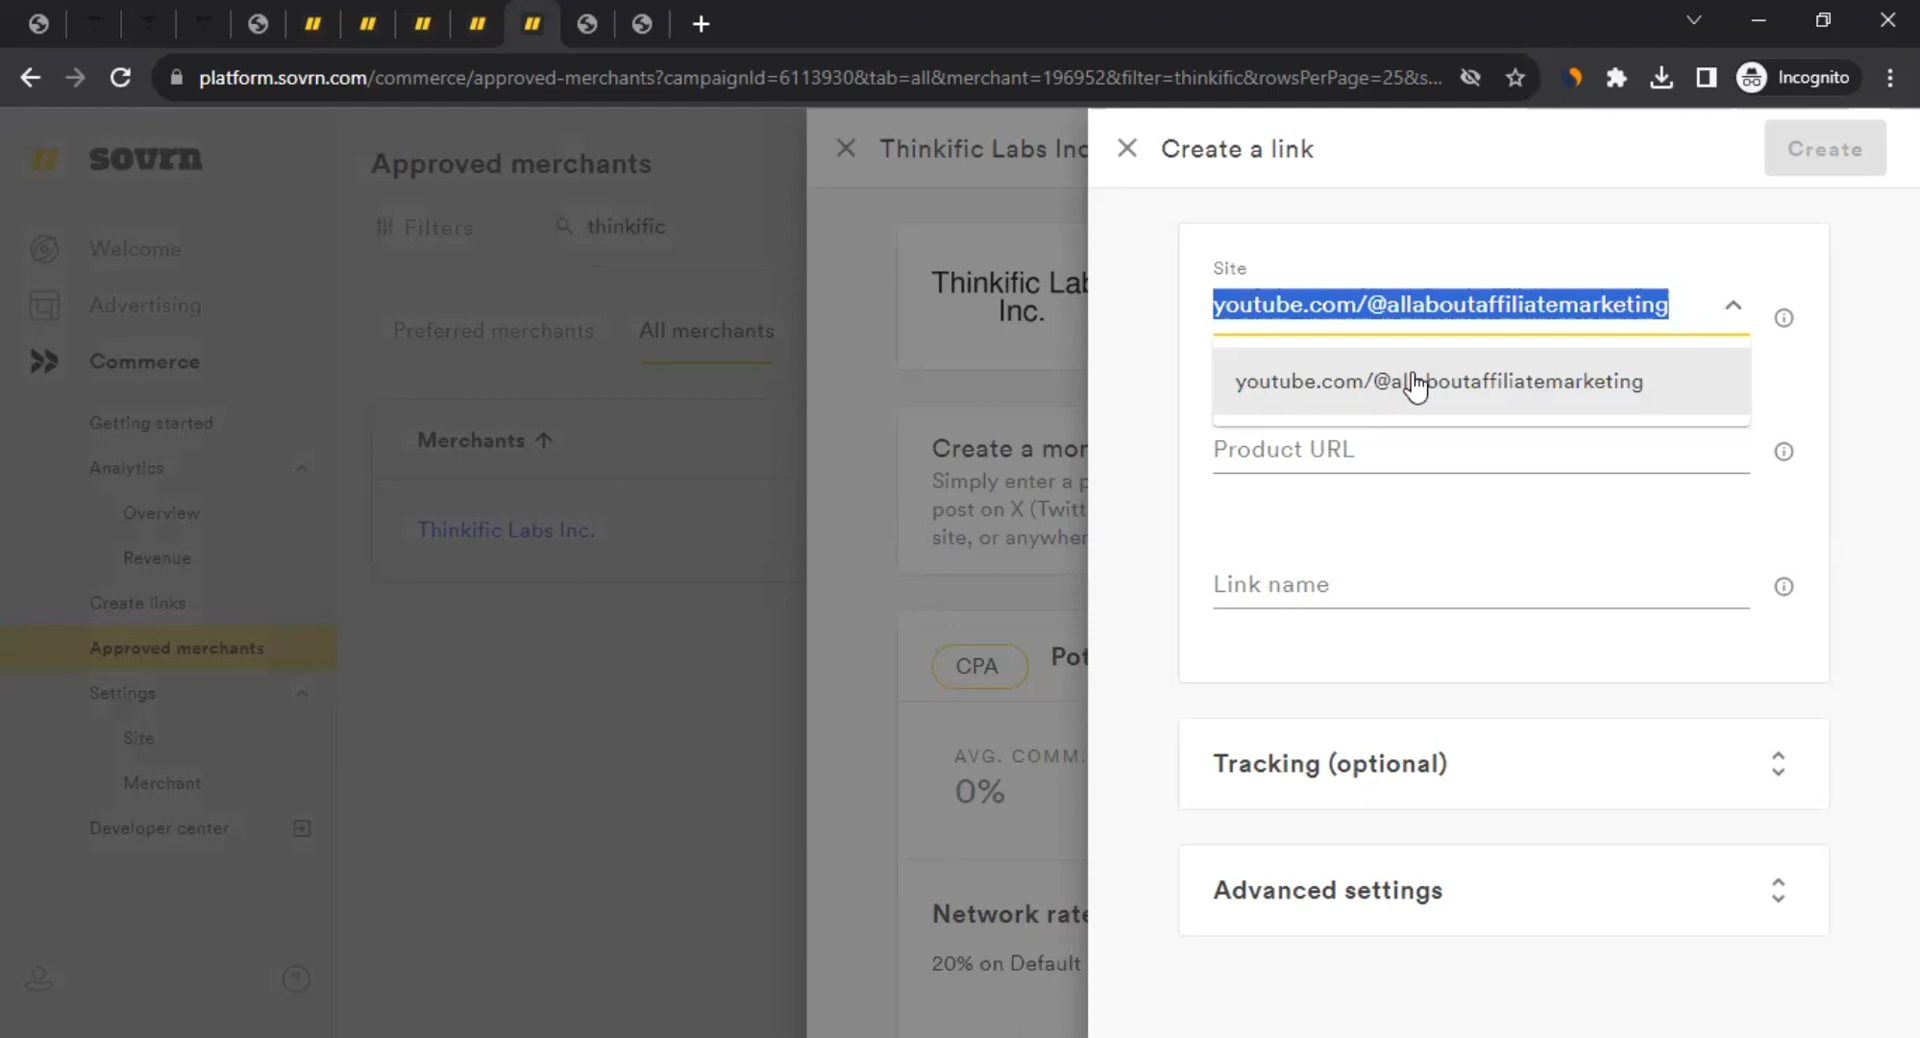 platform.sovrn.com/commerce/approved-merchants?campaignId=6113930&tab=all&merchant=196952&filter=thinkific&rowsPerPage=25&s...
Incognito
sovrn
Welcome
Advertising
Commerce
Getting started
Analytics
Overview
Revenue
Create links
Approved merchants
Settings
Site
Merchant
Developer center
Approved merchants
Filters
thinkific
Preferred merchants
All merchants
Merchants
Thinkific Labs Inc.
Thinkific Labs Inc
Thinkific Lab
Inc.
Create a mon
Simply enter a p
post on X (Twitt
site, or anywher
CPA
Pot
AVG. COMM.
0%
Network rate
20% on Default
Create a link
Create
Site
youtube.com/@allaboutaffiliatemarketing
youtube.com/@allaboutaffiliatemarketing
Product URL
Link name
Tracking (optional)
Advanced settings